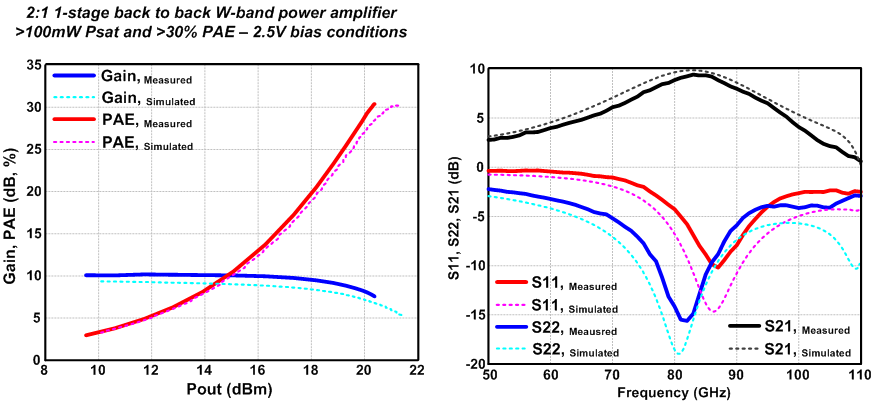 2:1 1-stage back to back W-band power amplifier
>100mW Psat and >30% PAE – 2.5V bias conditions
Gain, PAE (dB, %)
35
30
25
20
15
10
5
0
Gain, Measured
Gain, Simulated
PAE, Measured
PAE, Simulated
8 10 12 14 16 18 20 22
Pout (dBm)
S11, S22, S21 (dB)
10
5
0
-5
-10
-15
-20
S11, Measured
S11, Simulated
S22, Meausred
S22, Simulated
S21, Measured
S21, Simulated
50 60 70 80 90 100 110
Frequency (GHz)